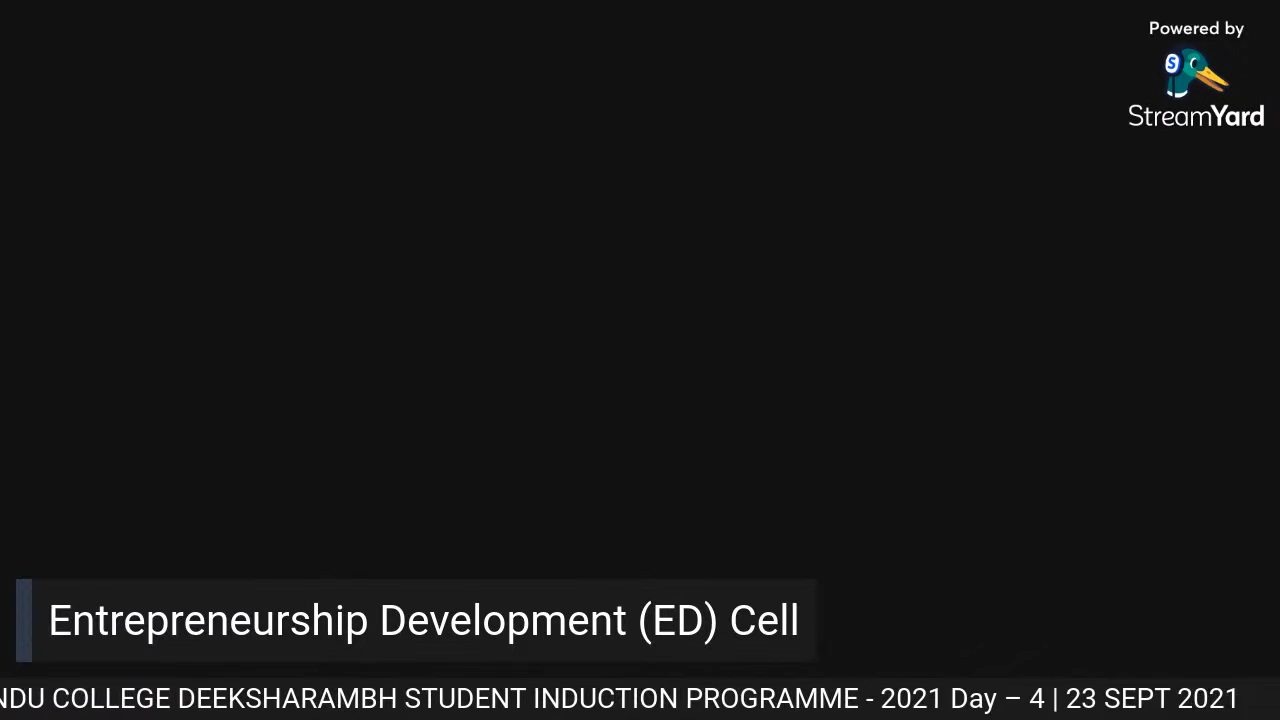 Powered by
S
StreamYard
Entrepreneurship Development (ED) Cell
NDU COLLEGE DEEKSHARAMBH STUDENT INDUCTION PROGRAMME - 2021 Day – 4 | 23 SEPT 2021